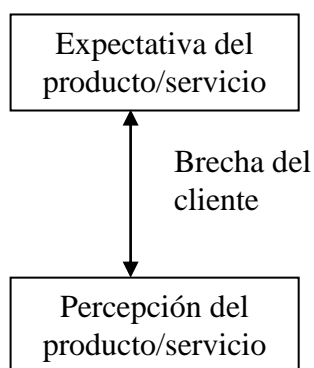 Expectativa del
producto/servicio
Brecha del
cliente
Percepción del
producto/servicio